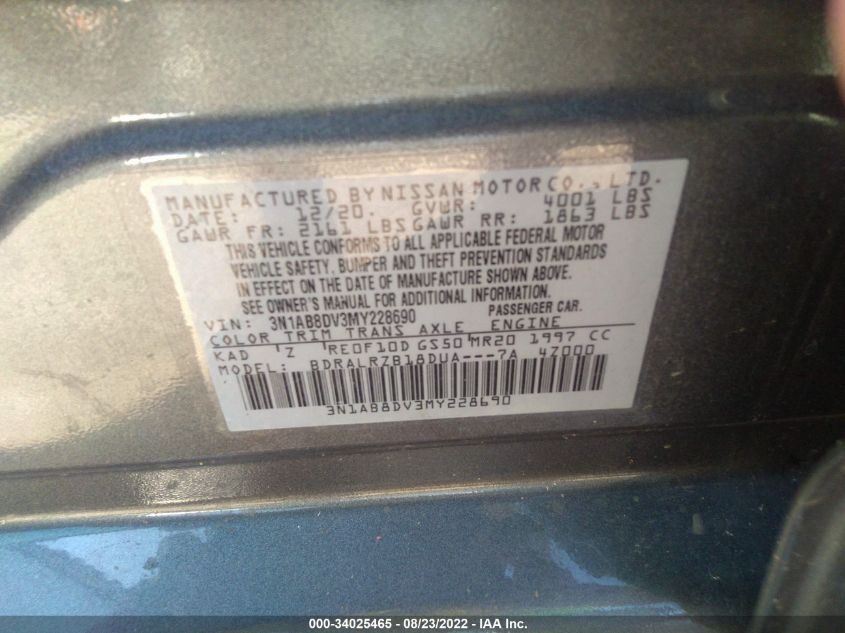 MANUFACTURED BY NISSAN MOTOR CO., LTD.
DATE: 12/20. GVWR: 4001 LBS
GAWR FR: 2161 LBS GAWR RR: 1863 LBS
THIS VEHICLE CONFORMS TO ALL APPLICABLE FEDERAL MOTOR
VEHICLE SAFETY, BUMPER AND THEFT PREVENTION STANDARDS
IN EFFECT ON THE DATE OF MANUFACTURE SHOWN ABOVE.
SEE OWNER'S MANUAL FOR ADDITIONAL INFORMATION.
VIN: 3N1AB8DV3MY228690 PASSENGER CAR.
COLOR TRIM TRANS AXLE ENGINE
KAD 'Z RE0F10D GS50 MR20 1997 CC
MODEL: BDRALRZB18DUA---7A 4Z000
3N1AB8DV3MY228690
000-34025465 - 08/23/2022 - IAA Inc.